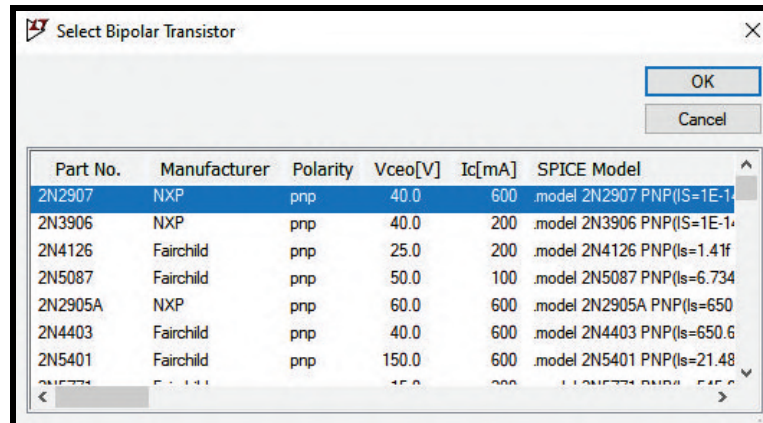 Select Bipolar Transistor
OK
Cancel
Part No. Manufacturer Polarity Vceo[V] Ic[mA] SPICE Model
2N2907 NXP pnp 40.0 600 .model 2N2907 PNP(IS=1E-14
2N3906 NXP pnp 40.0 200 .model 2N3906 PNP(IS=1E-14
2N4126 Fairchild pnp 25.0 200 .model 2N4126 PNP(Is=1.41f
2N5087 Fairchild pnp 50.0 100 .model 2N5087 PNP(Is=6.734
2N2905A NXP pnp 60.0 600 .model 2N2905A PNP(Is=650
2N4403 Fairchild pnp 40.0 600 .model 2N4403 PNP(Is=650.6
2N5401 Fairchild pnp 150.0 600 .model 2N5401 PNP(Is=21.48